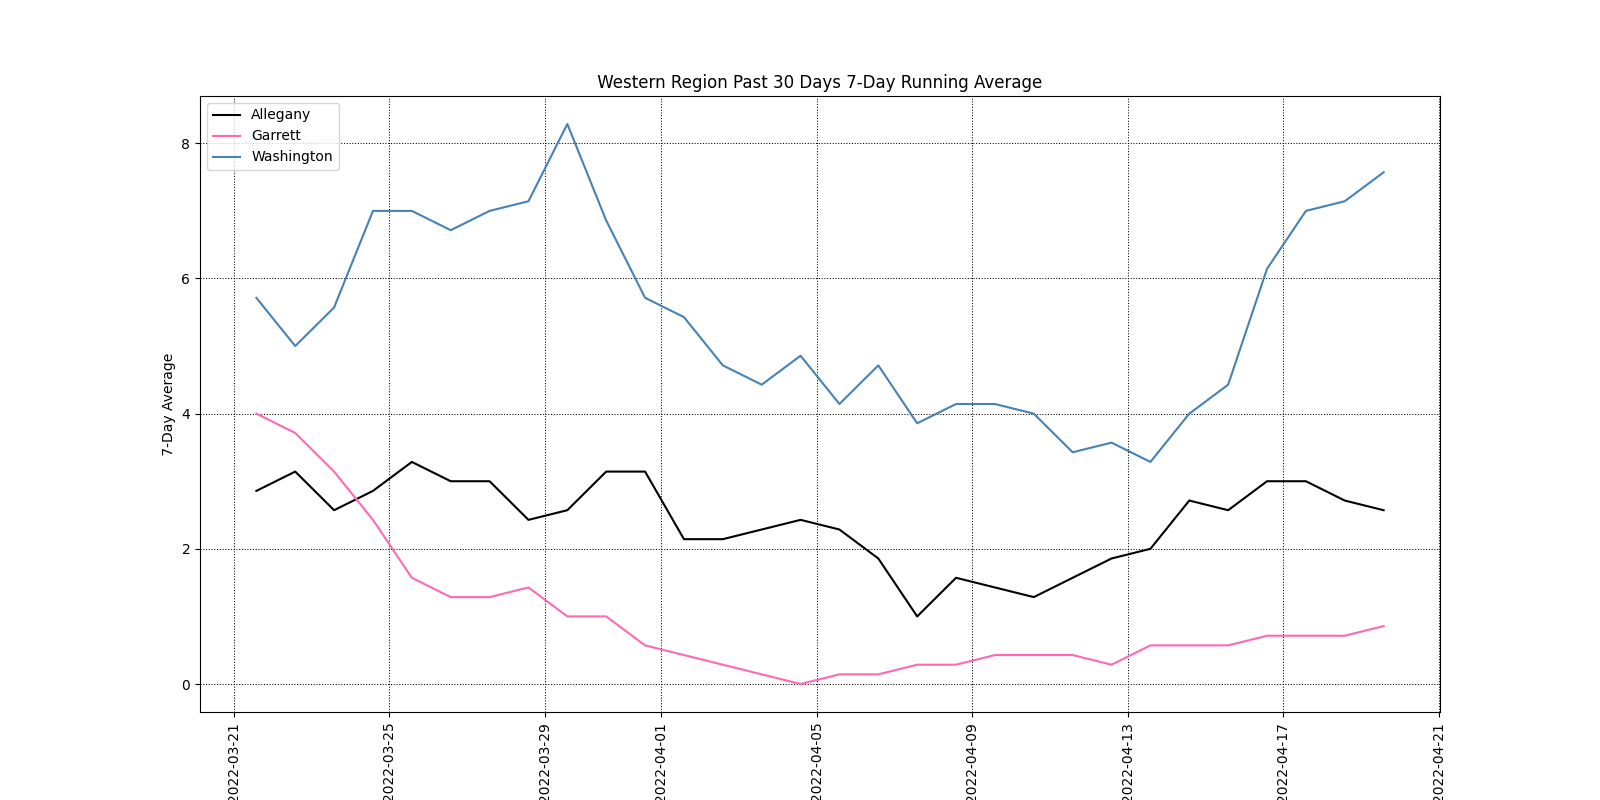 Western Region Past 30 Days 7-Day Running Average
Allegany
Garrett
Washington
7-Day Average
8
6
4
2
0
2022-03-21
2022-03-25
2022-03-29
2022-04-01
2022-04-05
2022-04-09
2022-04-13
2022-04-17
2022-04-21